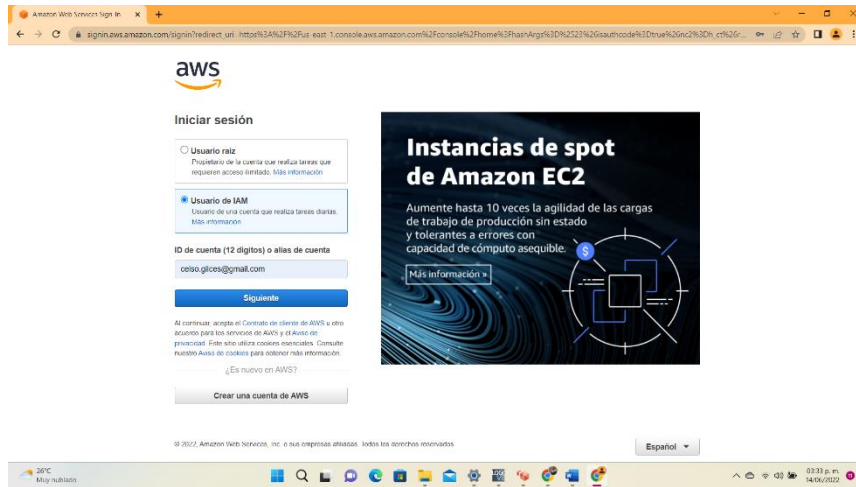 Amazon Web Services Sign In
signin.aws.amazon.com/signin?redirect_uri=https%3A%2F%2Fus-east-1.console.aws.amazon.com%2Fconsole%2Fhome%3FhashArgs%3D%2523%26isauthcode%3Dtrue%26nc2%3Dh_ct%26r...
aws
Iniciar sesión
Usuario raíz
Propietario de la cuenta que realiza tareas que
requieren acceso ilimitado. Más información
Usuario de IAM
Usuario de una cuenta que realiza tareas diarias.
Más información
ID de cuenta (12 dígitos) o alias de cuenta
celso.gilces@gmail.com
Siguiente
Al continuar, acepta el Contrato de cliente de AWS u otro
acuerdo para los servicios de AWS y el Aviso de
privacidad. Este sitio utiliza cookies esenciales. Consulte
nuestro Aviso de cookies para obtener más información.
¿Es nuevo en AWS?
Crear una cuenta de AWS
Instancias de spot
de Amazon EC2
Aumente hasta 10 veces la agilidad de las cargas
de trabajo de producción sin estado
y tolerantes a errores con
capacidad de cómputo asequible.
$
Más información »
© 2022, Amazon Web Services, Inc. o sus empresas afiliadas. Todos los derechos reservados.
Español
26°C
Muy nublado
03:33 p. m.
14/06/2022